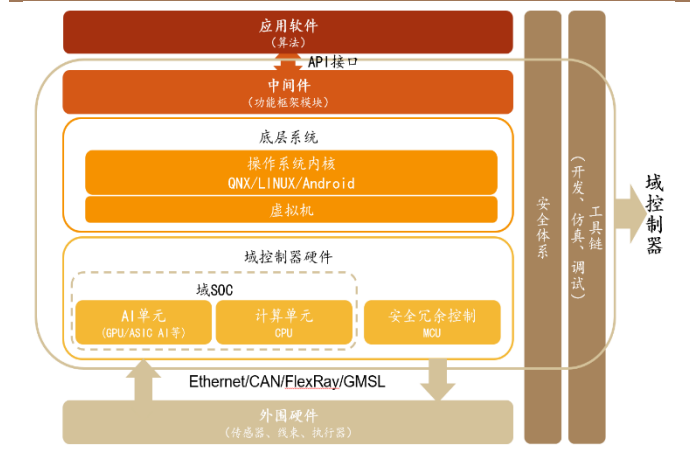 应用软件
（算法）
API接口
中间件
（功能框架模块）
底层系统
操作系统内核
QNX/LINUX/Android
虚拟机
域控制器硬件
域SOC
AI单元
（GPU/ASIC AI等）
计算单元
CPU
安全冗余控制
MCU
Ethernet/CAN/FlexRay/GMSL
外围硬件
（传感器、线束、执行器）
安全体系
工具链
（开发、仿真、调试）
域控制器